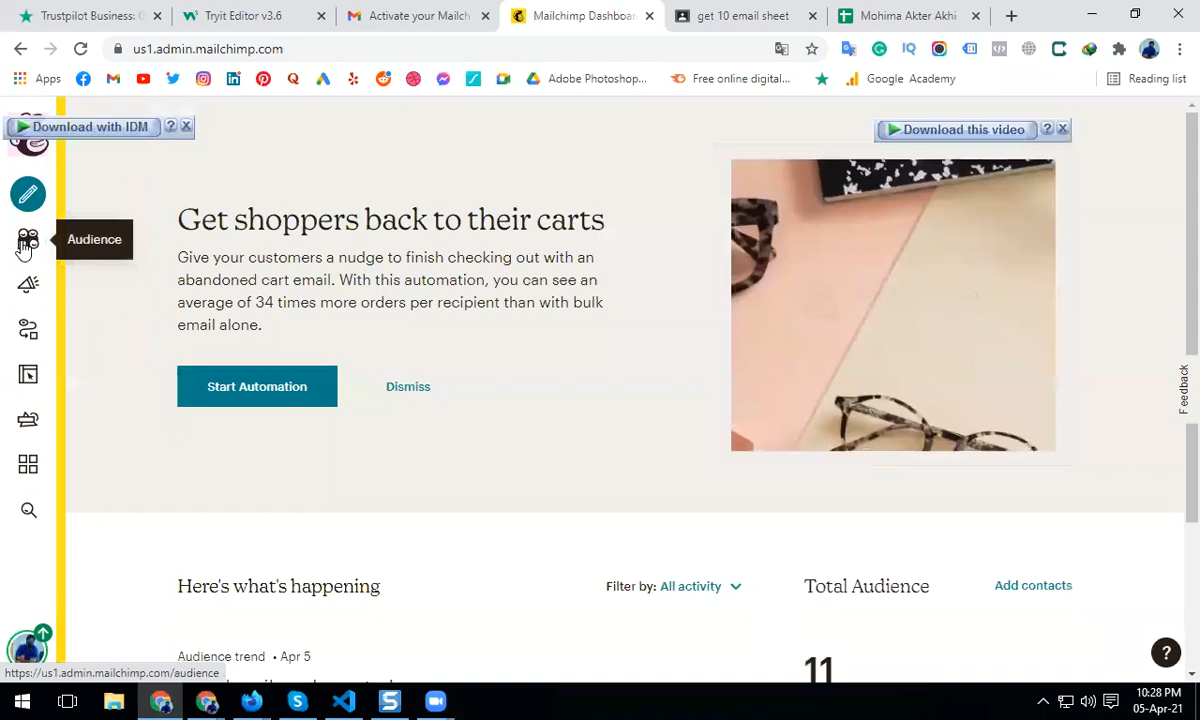 Trustpilot Business:
Tryit Editor v3.6
Activate your Mailch
Mailchimp Dashboar
get 10 email sheet
Mohima Akter Akhi
us1.admin.mailchimp.com
Apps
Adobe Photoshop...
Free online digital...
Google Academy
Reading list
Download with IDM
Download this video
Audience
Get shoppers back to their carts
Give your customers a nudge to finish checking out with an
abandoned cart email. With this automation, you can see an
average of 34 times more orders per recipient than with bulk
email alone.
Start Automation
Dismiss
Feedback
Here's what's happening
Filter by: All activity
Total Audience
Add contacts
Audience trend • Apr 5
11
https://us1.admin.mailchimp.com/audience
10:28 PM
05-Apr-21